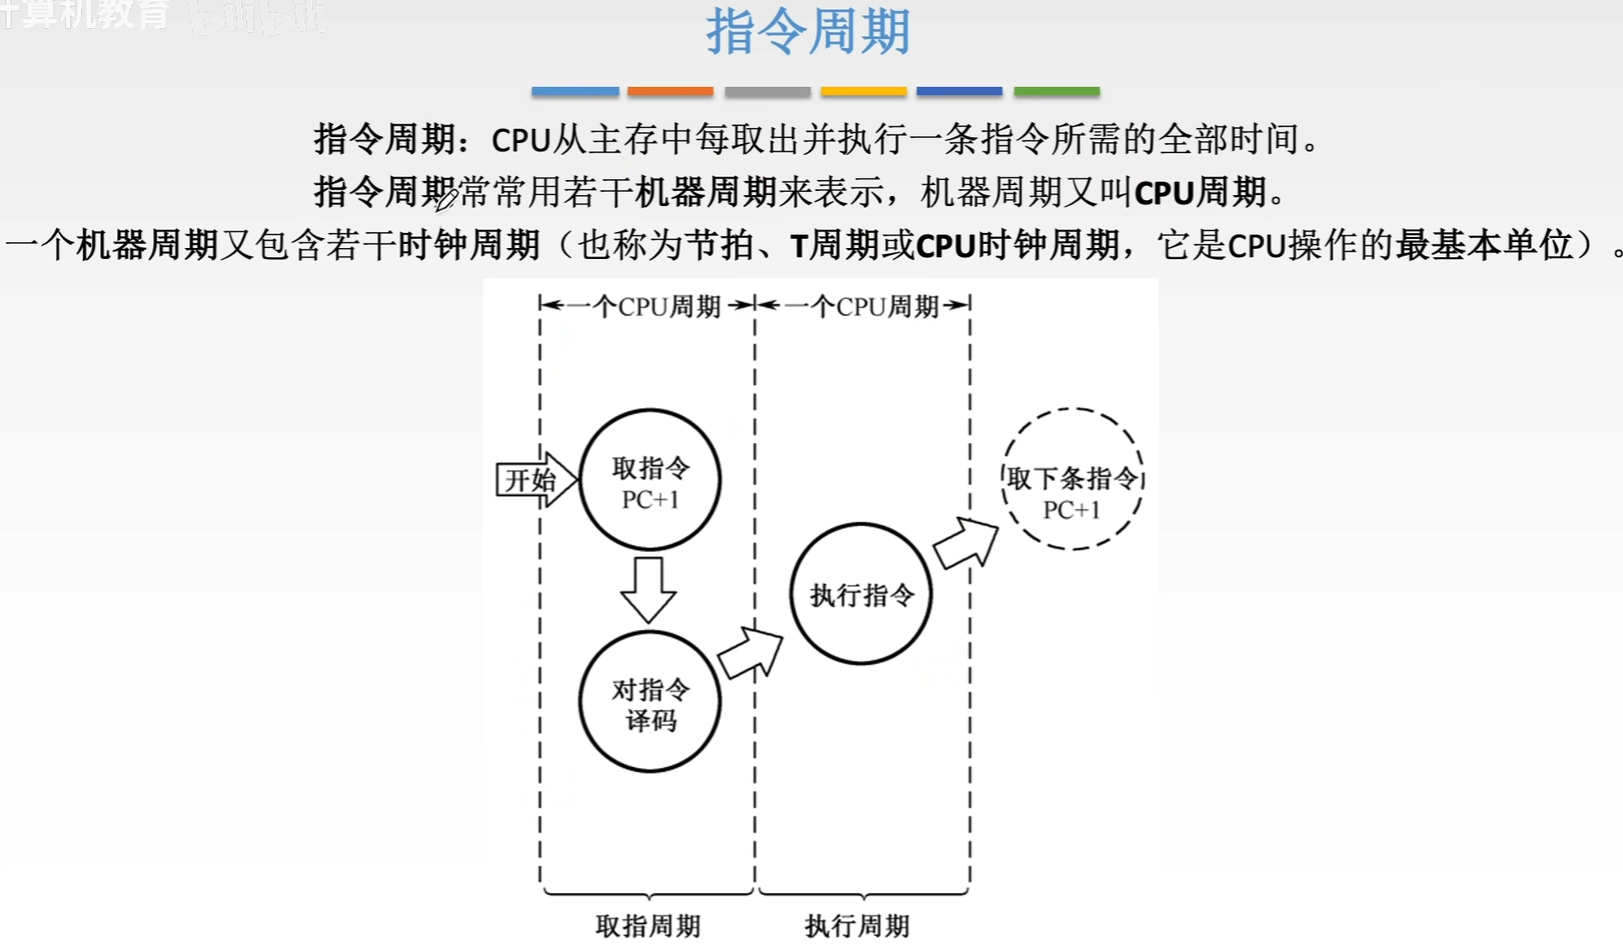 计算机教育 bilibili
指令周期
指令周期：CPU从主存中每取出并执行一条指令所需的全部时间。
指令周期常常用若干机器周期来表示，机器周期又叫CPU周期。
一个机器周期又包含若干时钟周期（也称为节拍、T周期或CPU时钟周期，它是CPU操作的最基本单位）。
一个CPU周期 一个CPU周期
开始
取指令
PC+1
取下条指令
PC+1
执行指令
对指令
译码
取指周期 执行周期